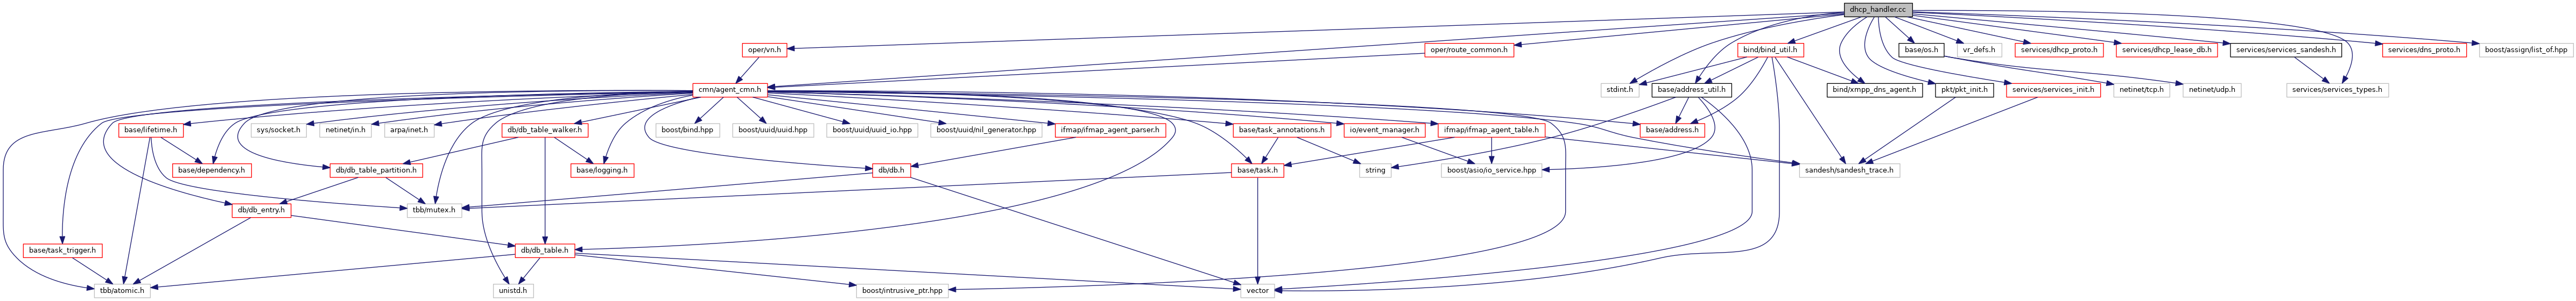 dhcp_handler.cc
oper/vn.h
oper/route_common.h
bind/bind_util.h
base/os.h
vr_defs.h
services/dhcp_proto.h
services/dhcp_lease_db.h
services/services_sandesh.h
services/dns_proto.h
boost/assign/list_of.hpp
cmn/agent_cmn.h
stdint.h
base/address_util.h
bind/xmpp_dns_agent.h
pkt/pkt_init.h
services/services_init.h
netinet/tcp.h
netinet/udp.h
services/services_types.h
base/lifetime.h
sys/socket.h
netinet/in.h
arpa/inet.h
db/db_table_walker.h
boost/bind.hpp
boost/uuid/uuid.hpp
boost/uuid/uuid_io.hpp
boost/uuid/nil_generator.hpp
ifmap/ifmap_agent_parser.h
base/task_annotations.h
io/event_manager.h
ifmap/ifmap_agent_table.h
base/address.h
base/dependency.h
db/db_table_partition.h
base/logging.h
db/db.h
base/task.h
string
boost/asio/io_service.hpp
sandesh/sandesh_trace.h
db/db_entry.h
tbb/mutex.h
base/task_trigger.h
db/db_table.h
tbb/atomic.h
unistd.h
boost/intrusive_ptr.hpp
vector